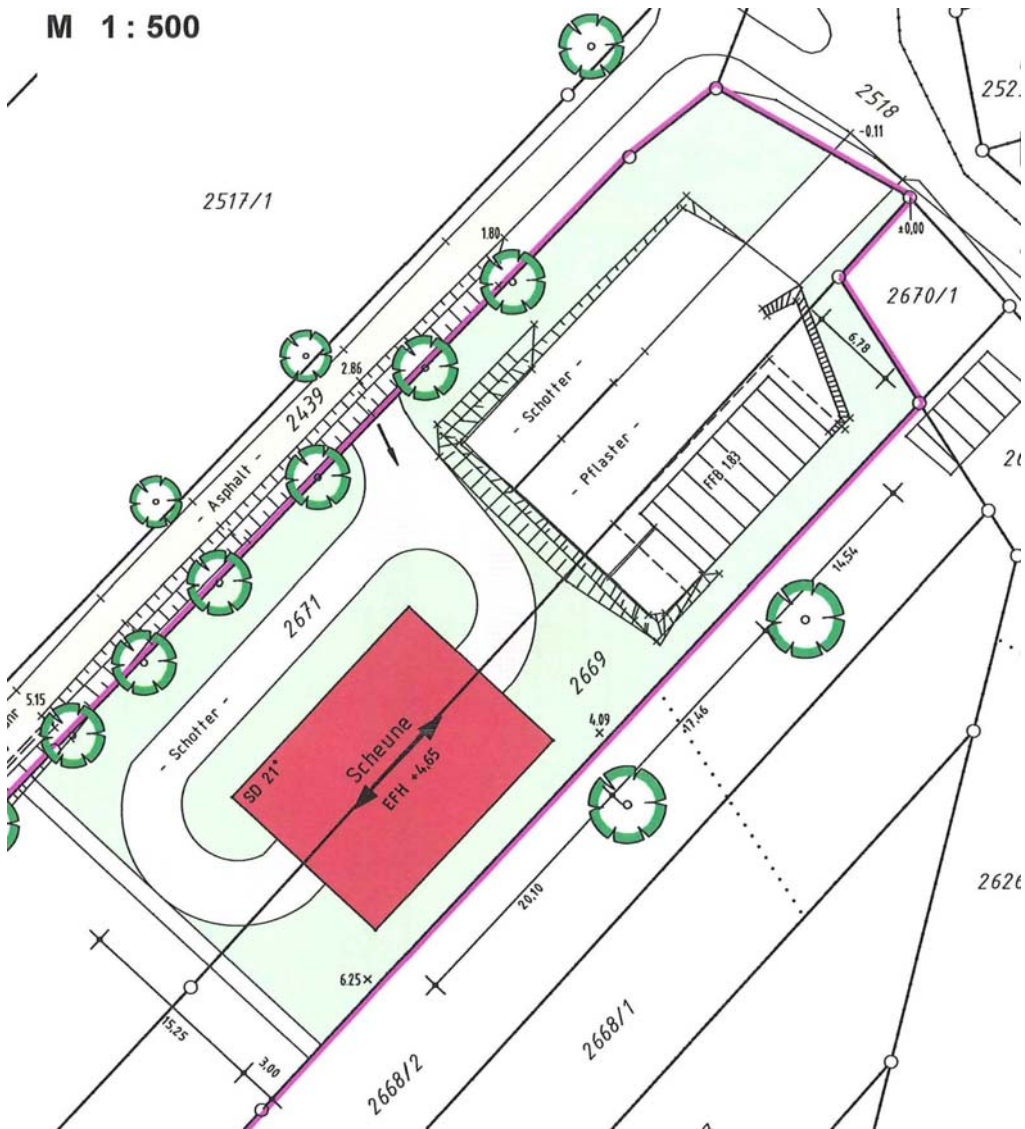 M 1 : 500
2518
252
-0.11
2517/1
±0,00
1.80
2670/1
6,78
2.86
2439
- Schotter -
- Pflaster -
FFB 1.83
- Asphalt -
14,54
2671
2669
5.15
- Schotter -
4.09
17,46
Scheune
SD 21°
EFH +4,65
20,10
2626
6.25
15,25
3,00
2668/1
2668/2